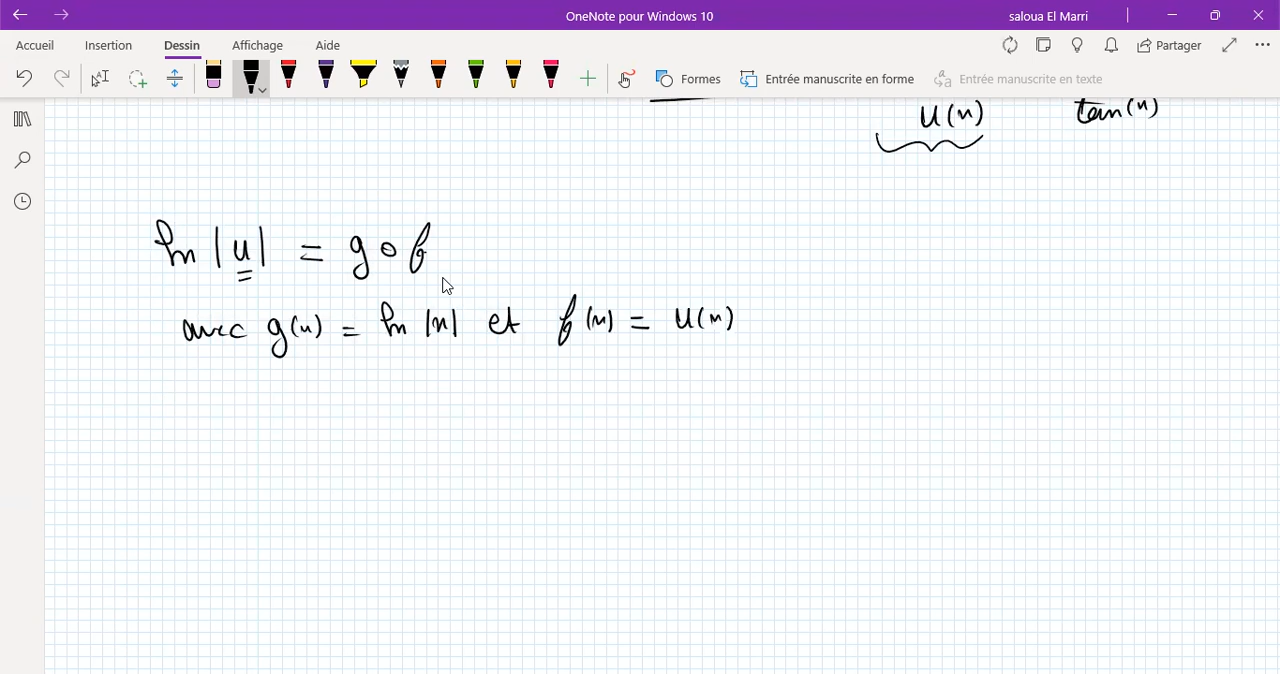 OneNote pour Windows 10
saloua El Marri
Accueil Insertion Dessin Affichage Aide
Partager
Formes Entrée manuscrite en forme Entrée manuscrite en texte
u(x) tan(x)
ln |u| = g o f
avec g(x) = ln |x| et f(x) = u(x)